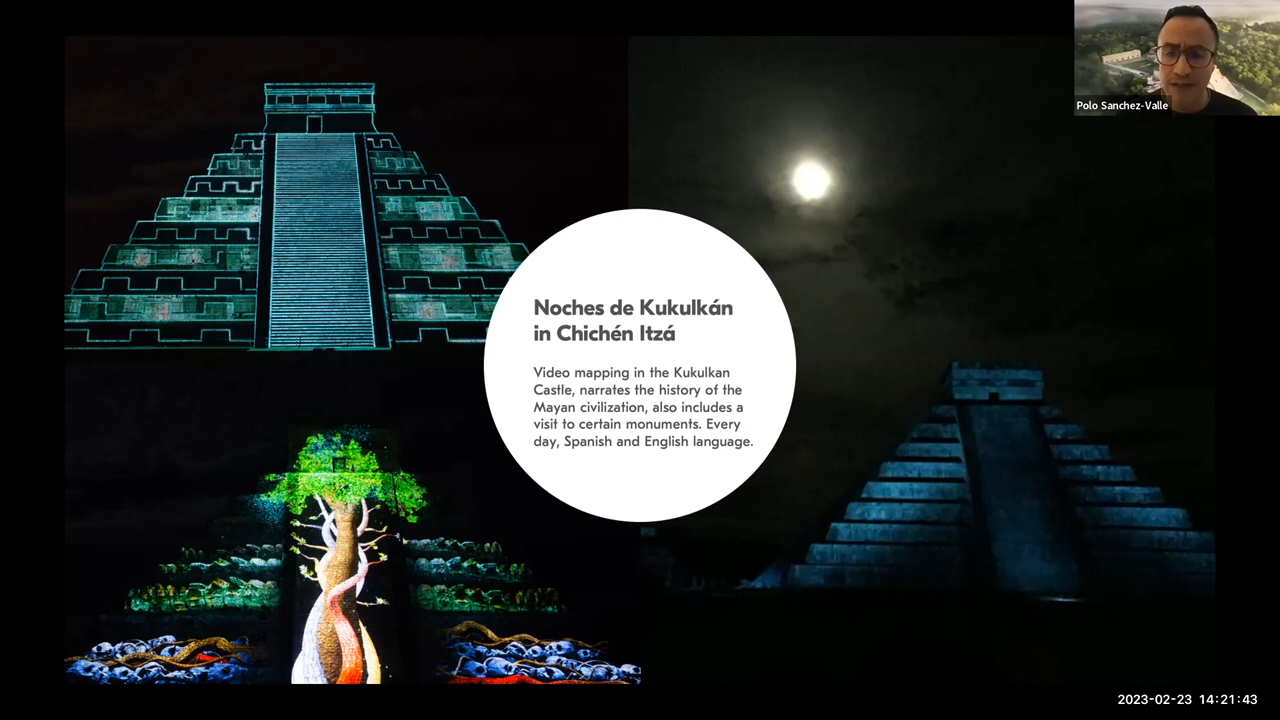 Polo Sanchez-Valle
Noches de Kukulkán
in Chichén Itzá
Video mapping in the Kukulkan
Castle, narrates the history of the
Mayan civilization, also includes a
visit to certain monuments. Every
day, Spanish and English language.
2023-02-23 14:21:43